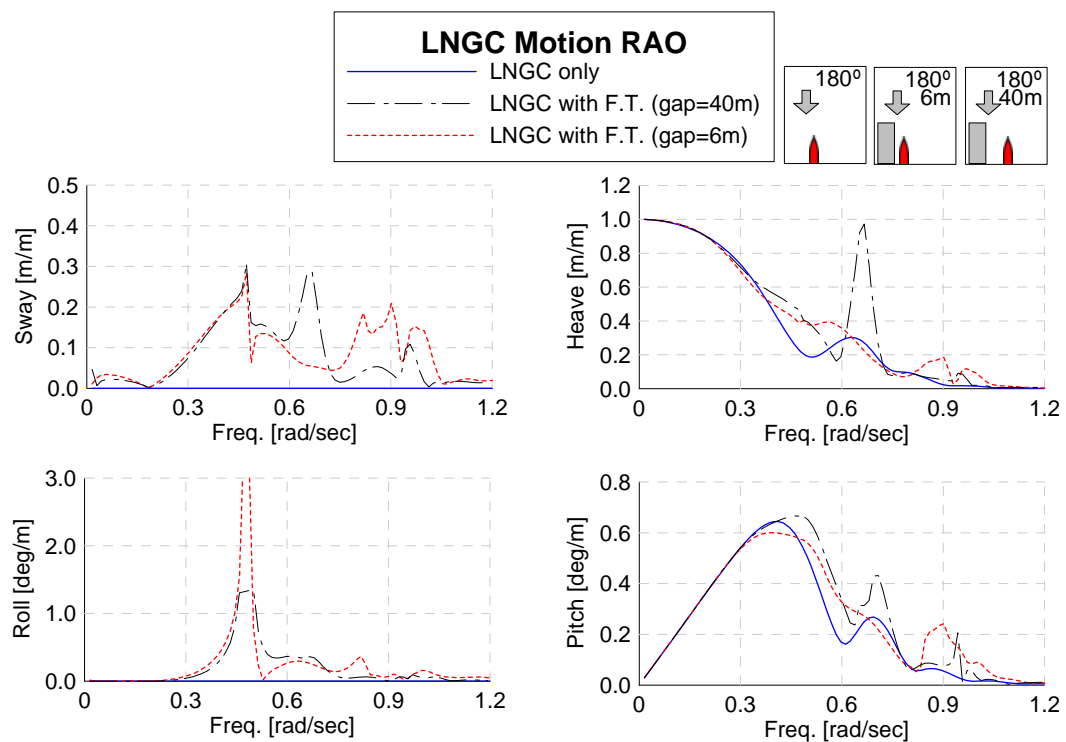 LNGC Motion RAO
LNGC only
LNGC with F.T. (gap=40m)
LNGC with F.T. (gap=6m)
180º
180º
6m
180º
40m
0.5
0.4
0.3
0.2
0.1
0.0
Sway [m/m]
0 0.3 0.6 0.9 1.2
Freq. [rad/sec]
1.2
1.0
0.8
0.6
0.4
0.2
0.0
Heave [m/m]
0 0.3 0.6 0.9 1.2
Freq. [rad/sec]
3.0
2.0
1.0
0.0
Roll [deg/m]
0 0.3 0.6 0.9 1.2
Freq. [rad/sec]
0.8
0.6
0.4
0.2
0.0
Pitch [deg/m]
0 0.3 0.6 0.9 1.2
Freq. [rad/sec]